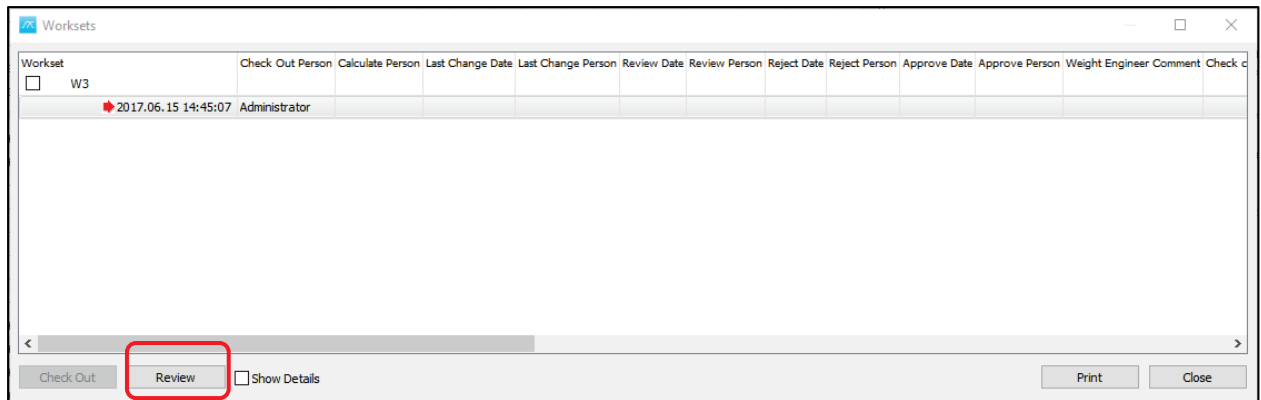 Worksets
Workset Check Out Person Calculate Person Last Change Date Last Change Person Review Date Review Person Reject Date Reject Person Approve Date Approve Person Weight Engineer Comment Check c
W3
2017.06.15 14:45:07 Administrator
Check Out Review Show Details Print Close